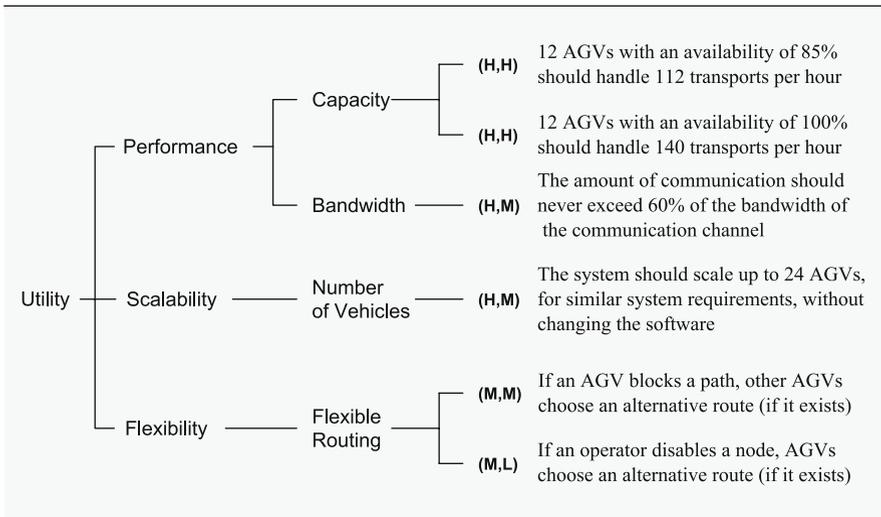 12 AGVs with an availability of 85%
(H,H)
should handle 112 transports per hour
Capacity
12 AGVs with an availability of 100%
(H,H)
should handle 140 transports per hour
Performance
The amount of communication should
Bandwidth
(H,M)
never exceed 60% of the bandwidth of
the communication channel
Utility
Scalability
Number
of Vehicles
(H,M)
The system should scale up to 24 AGVs,
for similar system requirements, without
changing the software
If an AGV blocks a path, other AGVs
(M,M)
choose an alternative route (if it exists)
Flexibility
Flexible
Routing
If an operator disables a node, AGVs
(M,L)
choose an alternative route (if it exists)